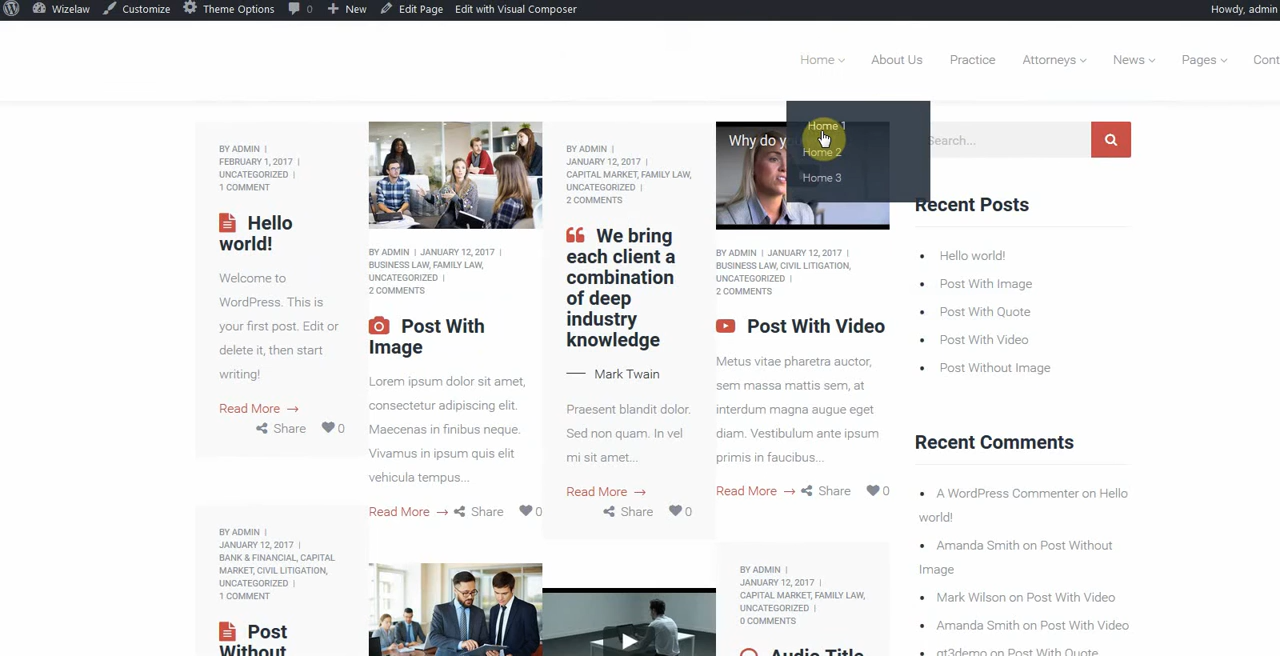 Wizelaw
Customize
Theme Options
0
New
Edit Page
Edit with Visual Composer
Howdy, admin
Home
About Us
Practice
Attorneys
News
Pages
Cont
Home 1
Home 2
Home 3
BY ADMIN |
FEBRUARY 1, 2017 |
UNCATEGORIZED |
1 COMMENT
Hello
world!
Welcome to
WordPress. This is
your first post. Edit or
delete it, then start
writing!
Read More →
Share
0
BY ADMIN | JANUARY 12, 2017 |
BUSINESS LAW, FAMILY LAW,
UNCATEGORIZED |
2 COMMENTS
Post With
Image
Lorem ipsum dolor sit amet,
consectetur adipiscing elit.
Maecenas in finibus neque.
Vivamus in ipsum quis elit
vehicula tempus...
Read More →
Share
0
BY ADMIN |
JANUARY 12, 2017 |
CAPITAL MARKET, FAMILY LAW,
UNCATEGORIZED |
2 COMMENTS
We bring
each client a
combination
of deep
industry
knowledge
Mark Twain
Praesent blandit dolor.
Sed non quam. In vel
mi sit amet...
Read More →
Share
0
Why do y
BY ADMIN | JANUARY 12, 2017 |
BUSINESS LAW, CIVIL LITIGATION,
UNCATEGORIZED |
2 COMMENTS
Post With Video
Metus vitae pharetra auctor,
sem massa mattis sem, at
interdum magna augue eget
diam. Vestibulum ante ipsum
primis in faucibus...
Read More →
Share
0
Search...
Recent Posts
Hello world!
Post With Image
Post With Quote
Post With Video
Post Without Image
Recent Comments
A WordPress Commenter on Hello
world!
Amanda Smith on Post Without
Image
Mark Wilson on Post With Video
Amanda Smith on Post With Video
gt3demo on Post With Quote
BY ADMIN |
JANUARY 12, 2017 |
BANK & FINANCIAL, CAPITAL
MARKET, CIVIL LITIGATION,
UNCATEGORIZED |
1 COMMENT
Post
Without
BY ADMIN |
JANUARY 12, 2017 |
CAPITAL MARKET, FAMILY LAW,
UNCATEGORIZED |
0 COMMENTS
Audio Title